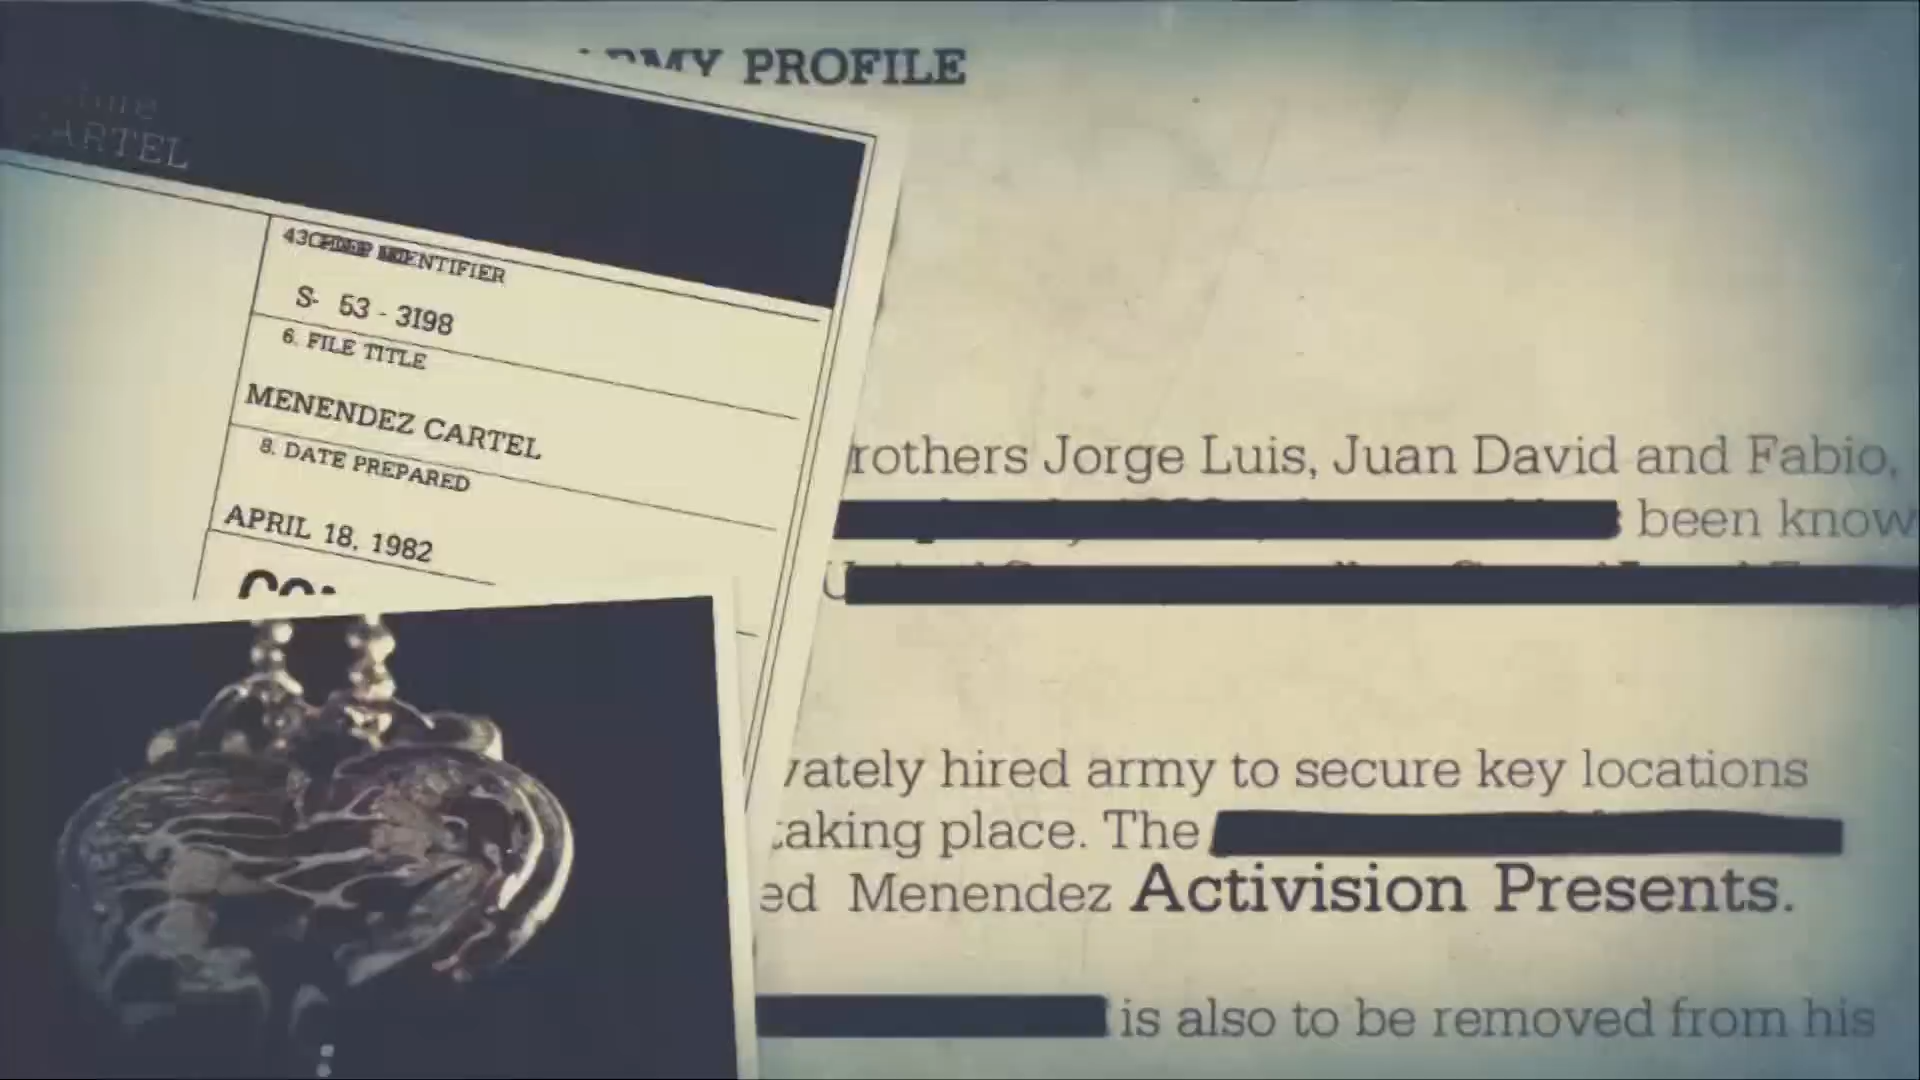 PROFILE
CARTEL
IDENTIFIER
S- 53 - 3198
6. FILE TITLE
MENENDEZ CARTEL
8. DATE PREPARED
APRIL 18, 1982
rothers Jorge Luis, Juan David and Fabio,
been know
vately hired army to secure key locations
taking place. The
ed Menendez Activision Presents.
is also to be removed from his